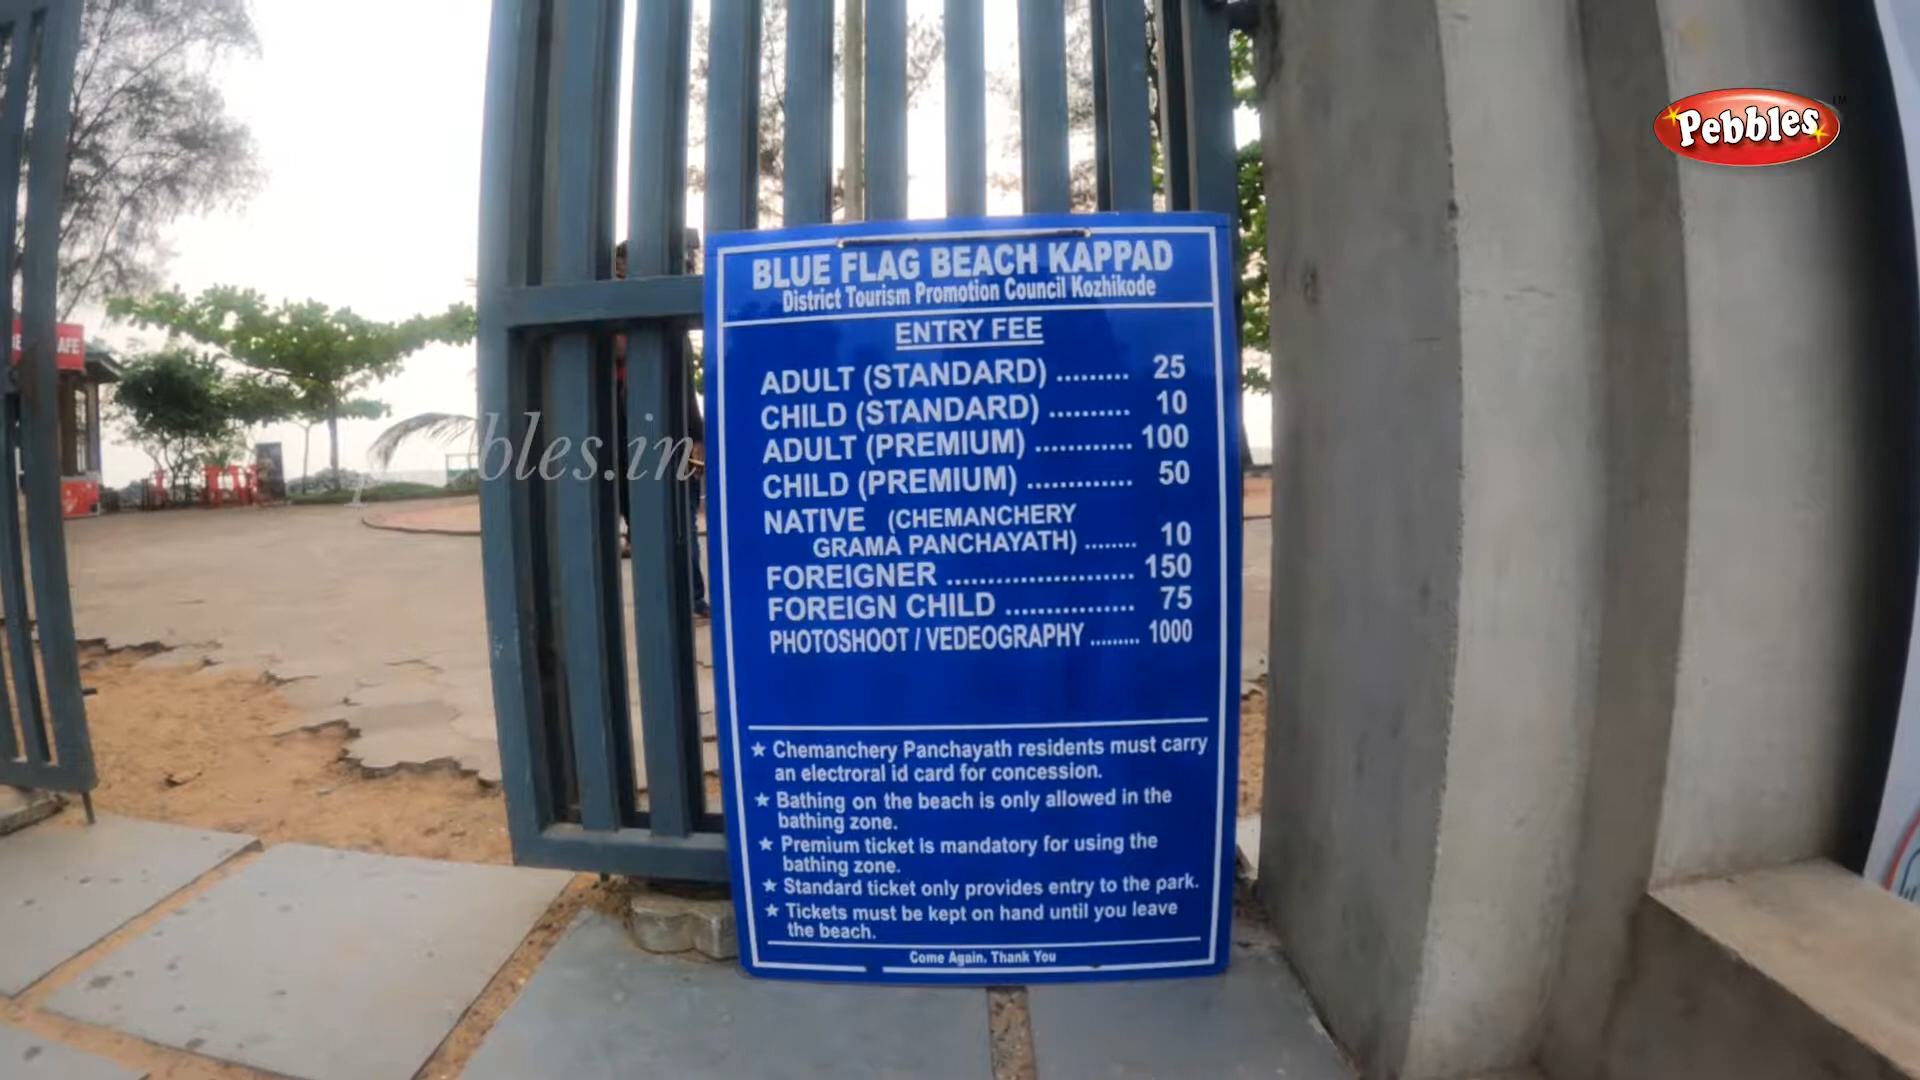 Pebbles
TM
AFE
bles.in
BLUE FLAG BEACH KAPPAD
District Tourism Promotion Council Kozhikode
ENTRY FEE
ADULT (STANDARD) ......... 25
CHILD (STANDARD) .......... 10
ADULT (PREMIUM) ............ 100
CHILD (PREMIUM) ............. 50
NATIVE (CHEMANCHERY
GRAMA PANCHAYATH) ........ 10
FOREIGNER ....................... 150
FOREIGN CHILD ................ 75
PHOTOSHOOT / VEDEOGRAPHY ......... 1000
★ Chemanchery Panchayath residents must carry
an electroral id card for concession.
★ Bathing on the beach is only allowed in the
bathing zone.
★ Premium ticket is mandatory for using the
bathing zone.
★ Standard ticket only provides entry to the park.
★ Tickets must be kept on hand until you leave
the beach.
Come Again. Thank You